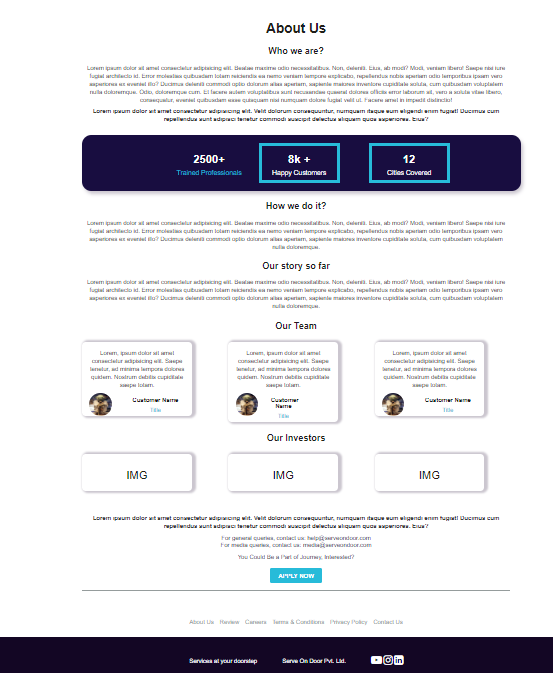 About Us
Who we are?
Lorem ipsum dolor sit amet consectetur adipisicing elit. Beatae maxime odio necessitatibus. Non, deleniti. Eius, ab modi? Modi, veniam libero! Saepe nisi iure
fugiat architecto id. Error molestias quibusdam totam reiciendis ea nemo veniam tempore explicabo, repellendus nobis aperiam odio temporibus ipsam vero
asperiores ex eveniet illo? Ducimus deleniti commodi optio dolorum alias aperiam, sapiente maiores inventore cupiditate soluta, cum quibusdam voluptatem
nulla doloremque. Odio, doloremque cum. Et facere autem voluptatibus sunt recusandae quaerat dolores officiis error laborum sit, vero a soluta vitae libero,
consequatur, eveniet quibusdam esse quisquam nisi numquam dolore fugiat velit ut. Facere amet in impedit distinctio!
Lorem ipsum dolor sit amet consectetur adipisicing elit. Velit dolorum consequuntur, numquam itaque eum eligendi enim fugiat! Ducimus cum
repellendus nobis adipisci tenetur commodi suscipit delectus aliquam quos asperiores. Eius?
2500+
Trained Professionals
8k +
Happy Customers
12
Cities Covered
How we do it?
Lorem ipsum dolor sit amet consectetur adipisicing elit. Beatae maxime odio necessitatibus. Non, deleniti. Eius, ab modi? Modi, veniam libero! Saepe nisi iure
fugiat architecto id. Error molestias quibusdam totam reiciendis ea nemo veniam tempore explicabo, repellendus nobis aperiam odio temporibus ipsam vero
asperiores ex eveniet illo? Ducimus deleniti commodi optio dolorum alias aperiam, sapiente maiores inventore cupiditate soluta, cum quibusdam voluptatem
nulla doloremque.
Our story so far
Lorem ipsum dolor sit amet consectetur adipisicing elit. Beatae maxime odio necessitatibus. Non, deleniti. Eius, ab modi? Modi, veniam libero! Saepe nisi iure
fugiat architecto id. Error molestias quibusdam totam reiciendis ea nemo veniam tempore explicabo, repellendus nobis aperiam odio temporibus ipsam vero
asperiores ex eveniet illo? Ducimus deleniti commodi optio dolorum alias aperiam, sapiente maiores inventore cupiditate soluta, cum quibusdam voluptatem
nulla doloremque.
Our Team
Lorem, ipsum dolor sit amet
consectetur adipisicing elit. Saepe
id, ad minima tempora dolores
quidem. Nostrum debitis cupiditate
saepe totam.
Customer Name
Title
Lorem, ipsum dolor sit amet
consectetur adipisicing elit. Saepe
id, ad minima tempora dolores
quidem. Nostrum debitis cupiditate
saepe totam.
Customer
Name
Title
Lorem, ipsum dolor sit amet
consectetur adipisicing elit. Saepe
id, ad minima tempora dolores
quidem. Nostrum debitis cupiditate
saepe totam.
Customer Name
Title
Our Investors
IMG
IMG
IMG
Lorem ipsum dolor sit amet consectetur adipisicing elit. Velit dolorum consequuntur, numquam itaque eum eligendi enim fugiat! Ducimus cum
repellendus nobis adipisci tenetur commodi suscipit delectus aliquam quos asperiores. Eius?
For general queries, contact us: help@serveondoor.com
For media queries, contact us: media@serveondoor.com
You Could Be a Part of Journey, Interested?
APPLY NOW
About Us Review Careers Terms & Conditions Privacy Policy Contact Us
Services at your doorstep Serve On Door Pvt. Ltd.